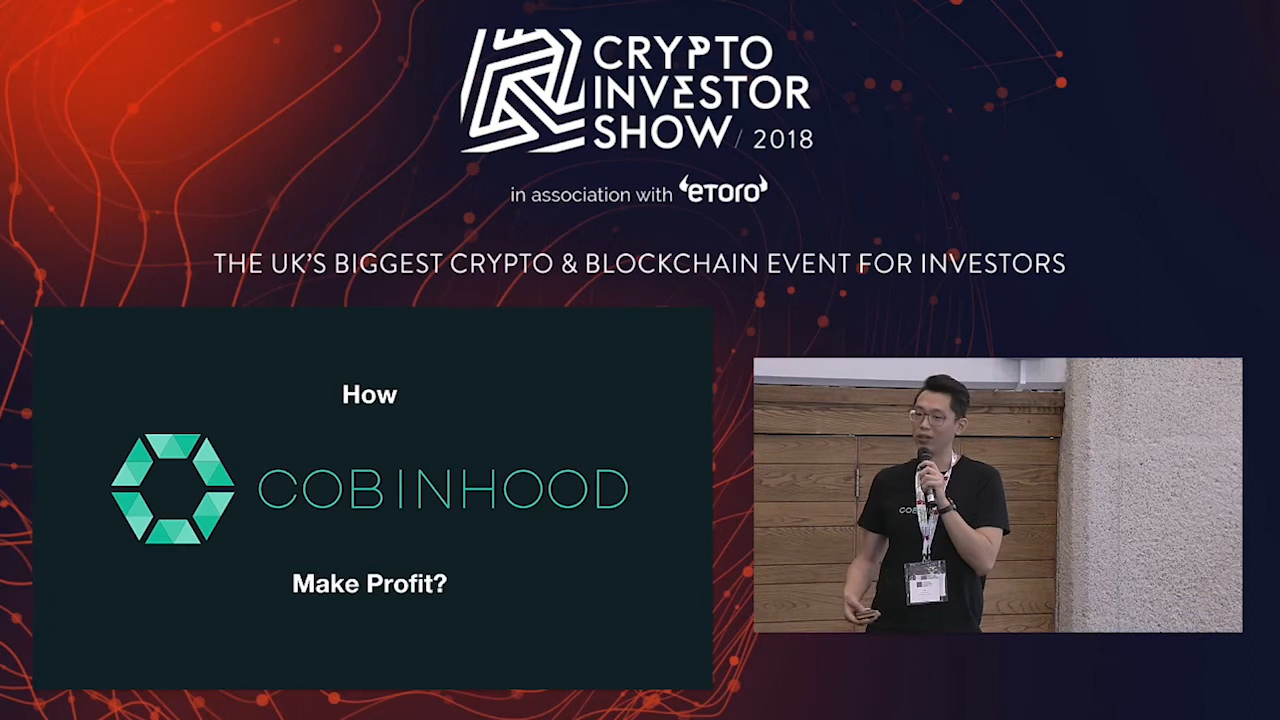 CRYPTO
INVESTOR
SHOW / 2018
in association with eToro
THE UK'S BIGGEST CRYPTO & BLOCKCHAIN EVENT FOR INVESTORS
How
COBINHOOD
Make Profit?